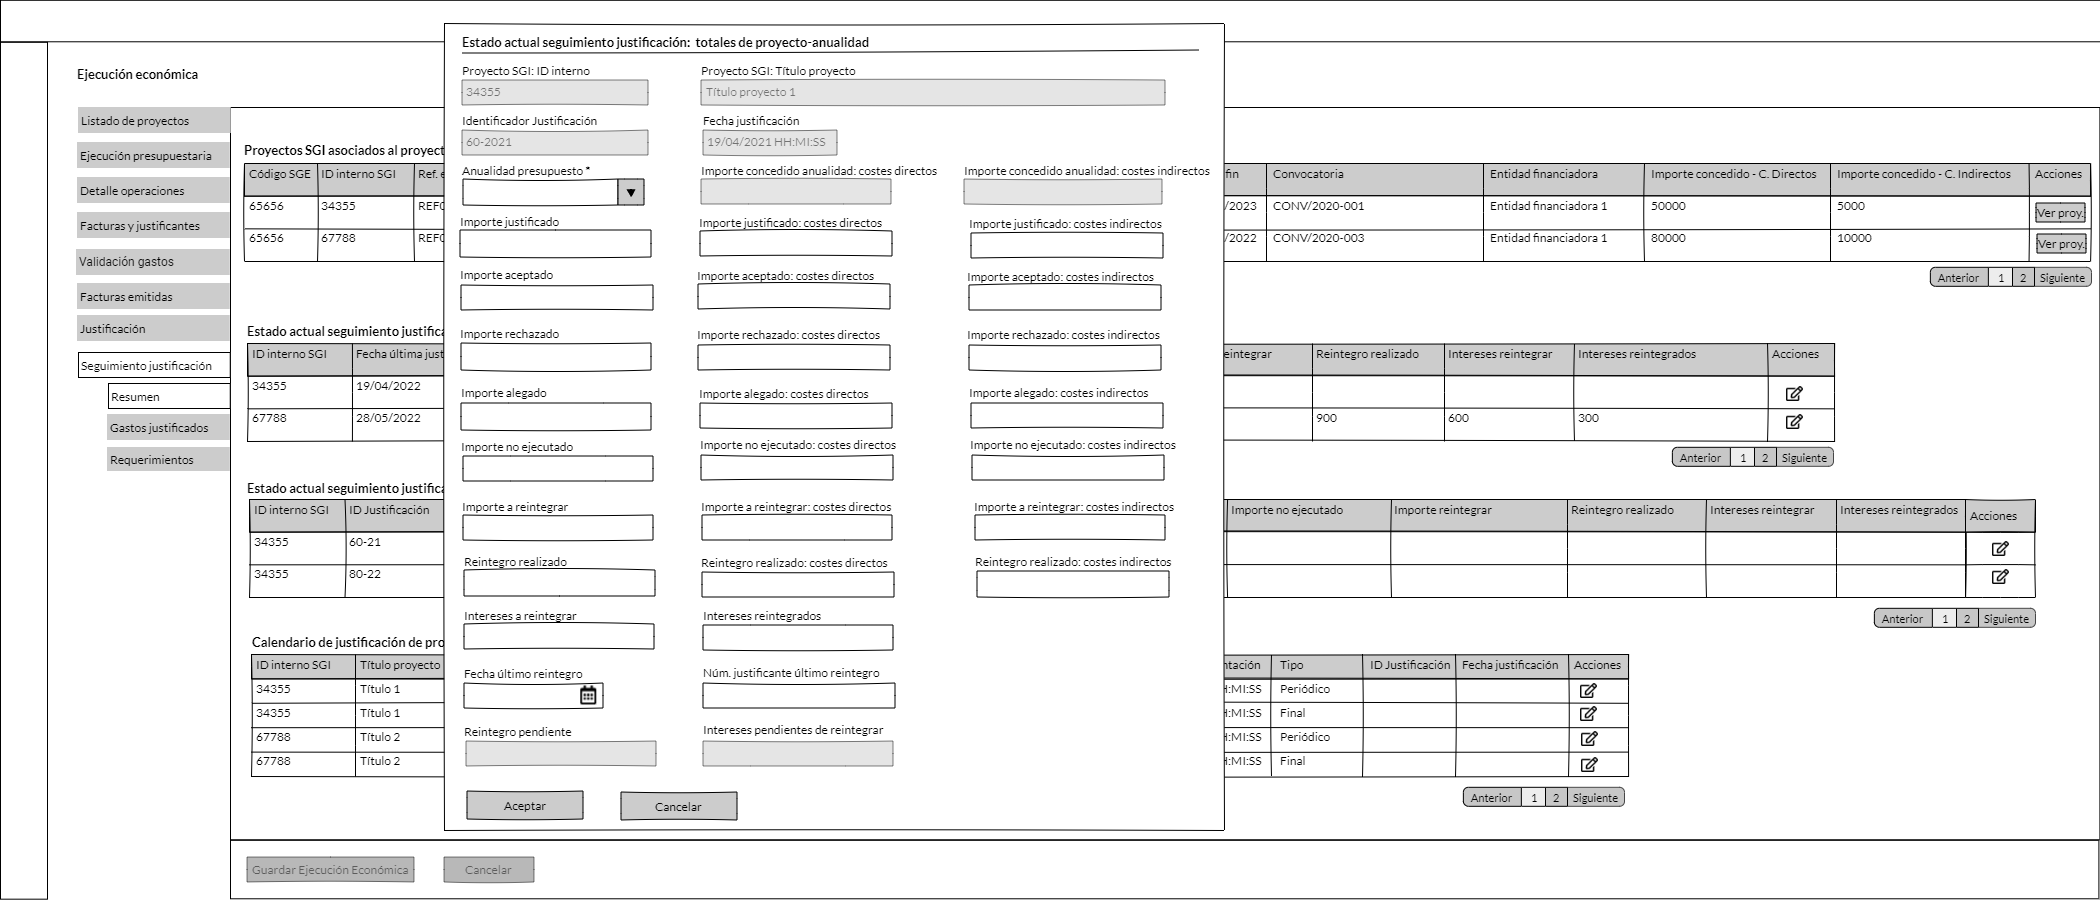 Ejecución económica
Listado de proyectos
Ejecución presupuestaria
Detalle operaciones
Facturas y justificantes
Validación gastos
Facturas emitidas
Justificación
Seguimiento justificación
Resumen
Gastos justificados
Requerimientos
Estado actual seguimiento justificación: totales de proyecto-anualidad
Proyecto SGI: ID interno
Proyecto SGI: Título proyecto
34355
Título proyecto 1
Identificador Justificación
Fecha justificación
60-2021
19/04/2021 HH:MI:SS
Anualidad presupuesto *
Importe concedido anualidad: costes directos
Importe concedido anualidad: costes indirectos
Importe justificado
Importe justificado: costes directos
Importe justificado: costes indirectos
Importe aceptado
Importe aceptado: costes directos
Importe aceptado: costes indirectos
Importe rechazado
Importe rechazado: costes directos
Importe rechazado: costes indirectos
Importe alegado
Importe alegado: costes directos
Importe alegado: costes indirectos
Importe no ejecutado
Importe no ejecutado: costes directos
Importe no ejecutado: costes indirectos
Importe a reintegrar
Importe a reintegrar: costes directos
Importe a reintegrar: costes indirectos
Reintegro realizado
Reintegro realizado: costes directos
Reintegro realizado: costes indirectos
Intereses a reintegrar
Intereses reintegrados
Fecha último reintegro
Núm. justificante último reintegro
Reintegro pendiente
Intereses pendientes de reintegrar
Aceptar
Cancelar
Proyectos SGI asociados al proyect
Código SGE ID interno SGI Ref. fin Convocatoria Entidad financiadora Importe concedido - C. Directos Importe concedido - C. Indirectos Acciones
65656 34355 REF /2023 CONV/2020-001 Entidad financiadora 1 50000 5000 Ver proy.
65656 67788 REF /2022 CONV/2020-003 Entidad financiadora 1 80000 10000 Ver proy.
Anterior 1 2 Siguiente
Estado actual seguimiento justifica
ID interno SGI Fecha última just eintegrar Reintegro realizado Intereses reintegrar Intereses reintegrados Acciones
34355 19/04/2022
67788 28/05/2022 900 600 300
Anterior 1 2 Siguiente
Estado actual seguimiento justifica
ID interno SGI ID Justificación Importe no ejecutado Importe reintegrar Reintegro realizado Intereses reintegrar Intereses reintegrados Acciones
34355 60-21
34355 80-22
Anterior 1 2 Siguiente
Calendario de justificación de pro
ID interno SGI Título proyecto ntación Tipo ID Justificación Fecha justificación Acciones
34355 Título 1 H:MI:SS Periódico
34355 Título 1 H:MI:SS Final
67788 Título 2 H:MI:SS Periódico
67788 Título 2 H:MI:SS Final
Anterior 1 2 Siguiente
Guardar Ejecución Económica
Cancelar